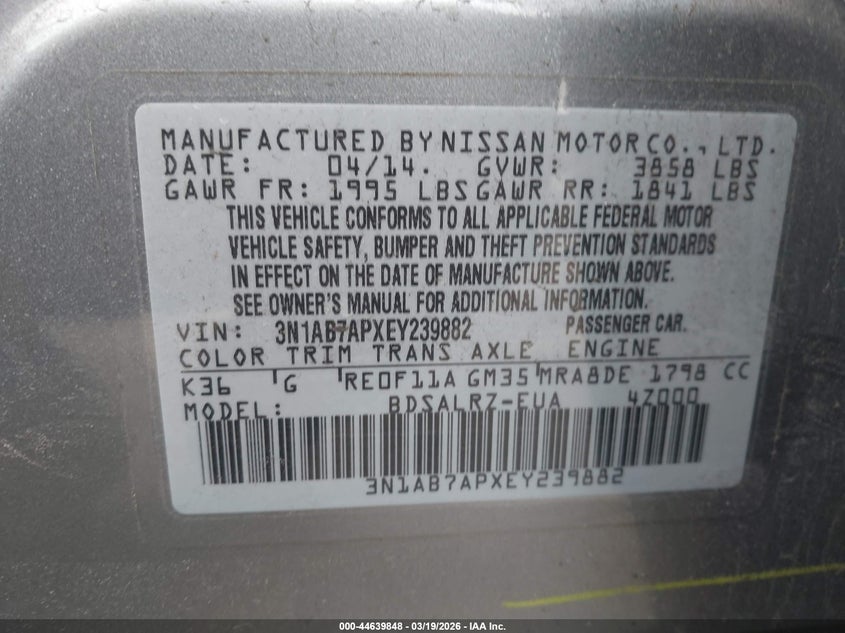 MANUFACTURED BY NISSAN MOTOR CO., LTD.
DATE: 04/14. GVWR: 3858 LBS
GAWR FR: 1995 LBS GAWR RR: 1841 LBS
THIS VEHICLE CONFORMS TO ALL APPLICABLE FEDERAL MOTOR
VEHICLE SAFETY, BUMPER AND THEFT PREVENTION STANDARDS
IN EFFECT ON THE DATE OF MANUFACTURE SHOWN ABOVE.
SEE OWNER'S MANUAL FOR ADDITIONAL INFORMATION.
VIN: 3N1AB7APXEY239882 PASSENGER CAR.
COLOR TRIM TRANS AXLE ENGINE
K36 G RE0F11A GM35 MRA8DE 1798 CC
MODEL: BDSALRZ-EUA 4Z000
3N1AB7APXEY239882
000-44639848 - 03/19/2026 - IAA Inc.